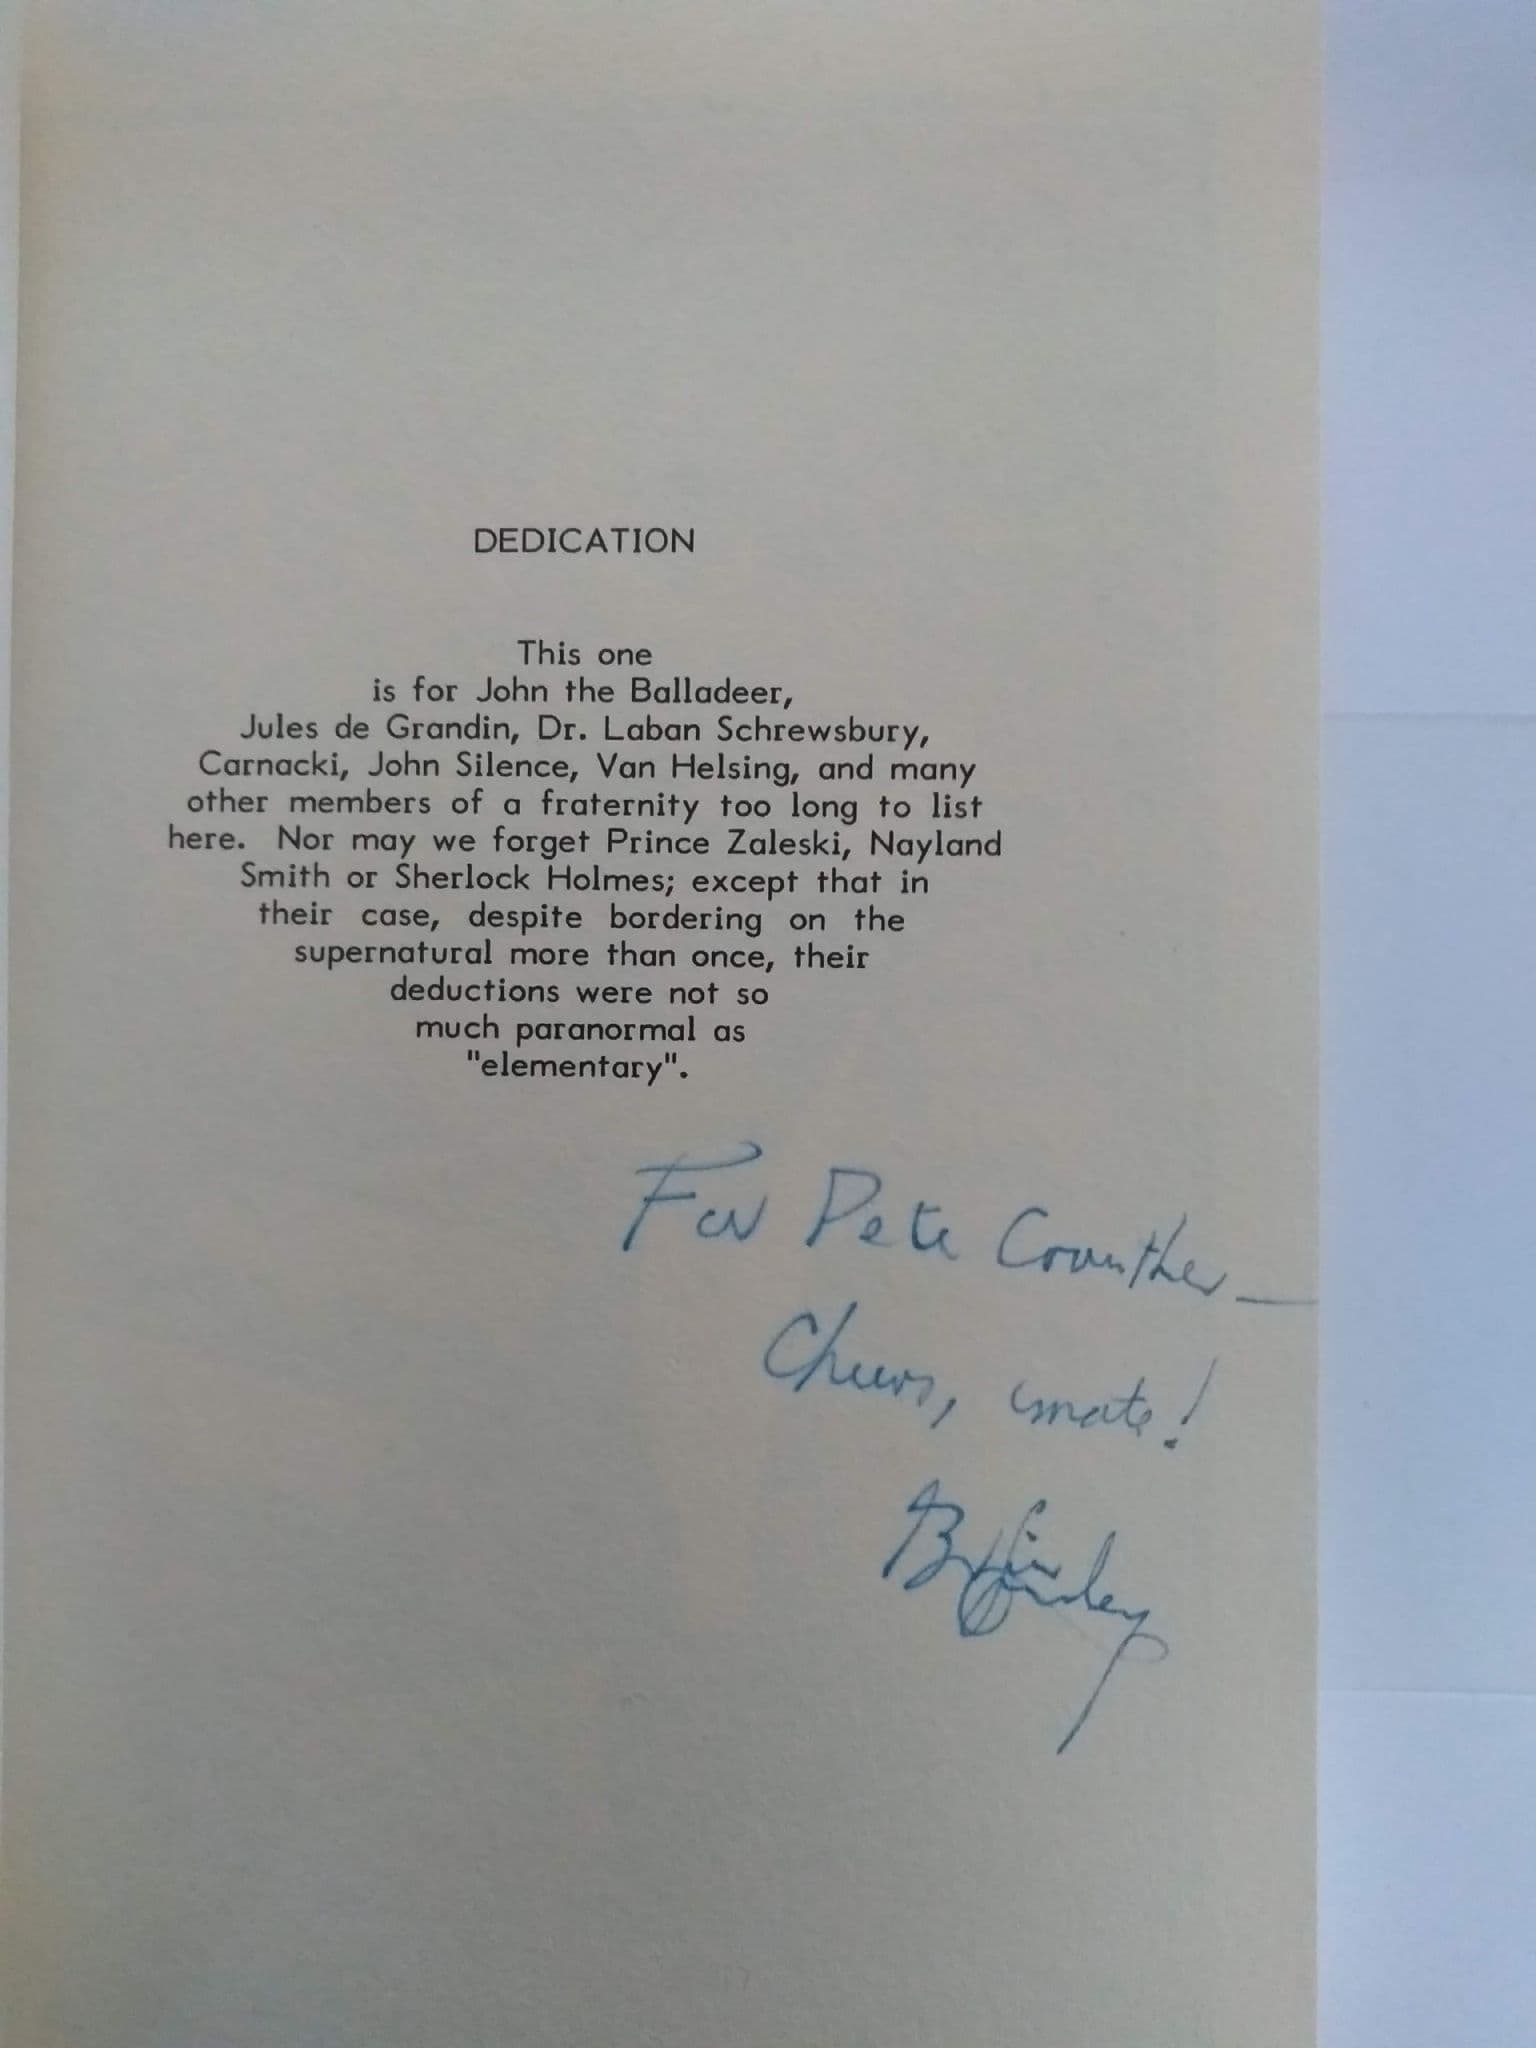 DEDICATION
This one
is for John the Balladeer,
Jules de Grandin, Dr. Laban Schrewsbury,
Carnacki, John Silence, Van Helsing, and many
other members of a fraternity too long to list
here. Nor may we forget Prince Zaleski, Nayland
Smith or Sherlock Holmes; except that in
their case, despite bordering on the
supernatural more than once, their
deductions were not so
much paranormal as
"elementary".
For Pete Crowther —
Cheers, mate!